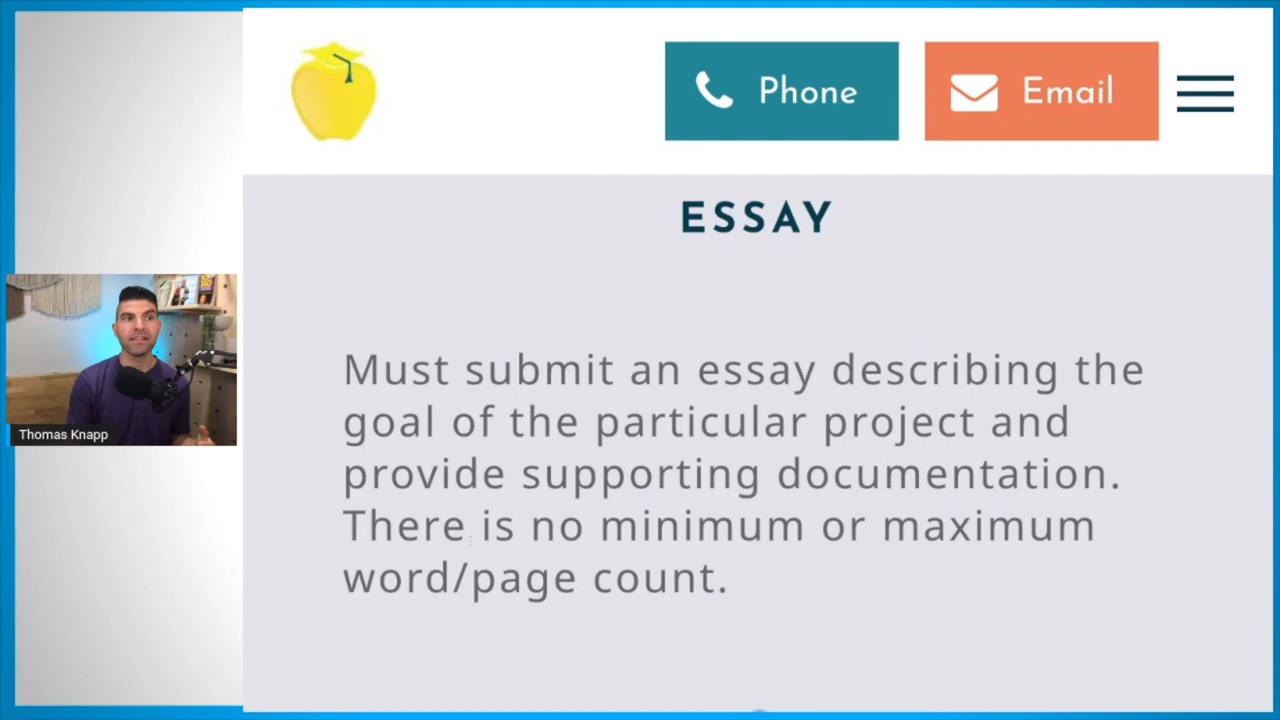 Phone
Email
ESSAY
Must submit an essay describing the
goal of the particular project and
provide supporting documentation.
There is no minimum or maximum
word/page count.
Thomas Knapp